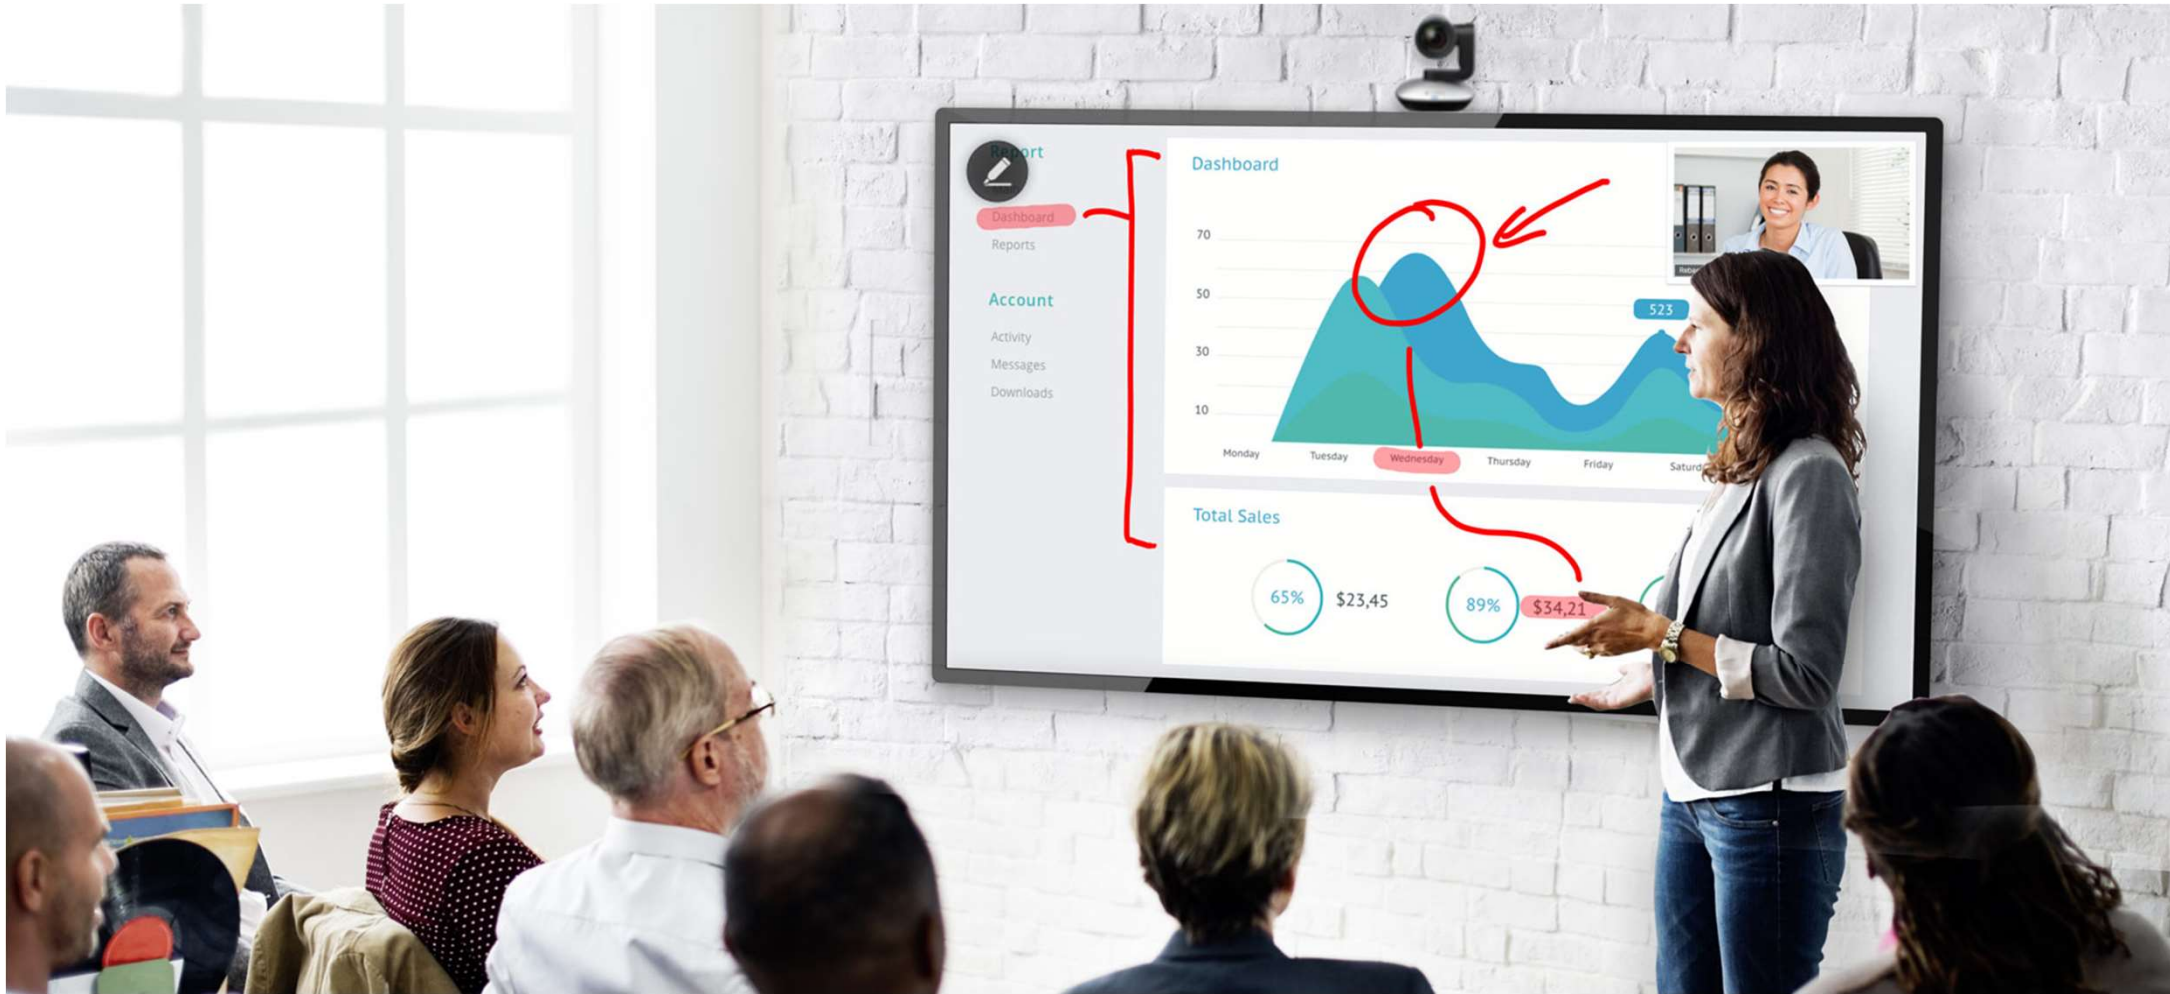 Report
Dashboard
Reports
Account
Activity
Messages
Downloads
Dashboard
70
50
30
10
523
Monday
Tuesday
Wednesday
Thursday
Friday
Total Sales
65%
$23,45
89%
$34,21